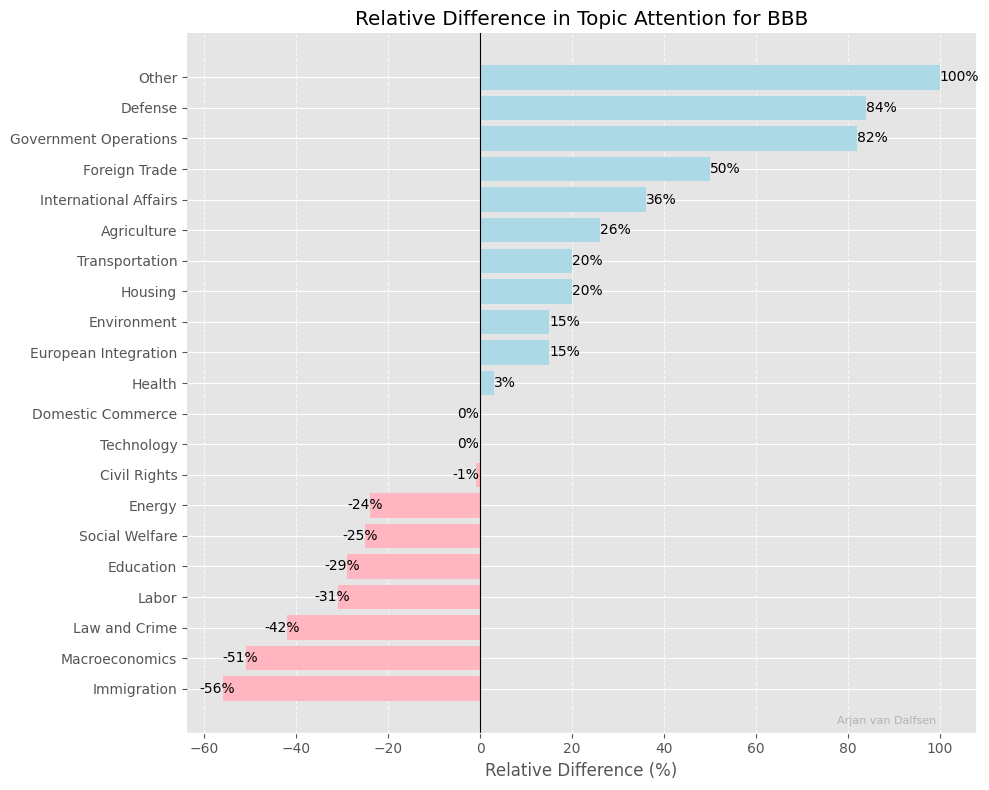 Relative Difference in Topic Attention for BBB
Other 100%
Defense 84%
Government Operations 82%
Foreign Trade 50%
International Affairs 36%
Agriculture 26%
Transportation 20%
Housing 20%
Environment 15%
European Integration 15%
Health 3%
Domestic Commerce 0%
Technology 0%
Civil Rights -1%
Energy -24%
Social Welfare -25%
Education -29%
Labor -31%
Law and Crime -42%
Macroeconomics -51%
Immigration -56%
Arjan van Dalfsen
−60 −40 −20 0 20 40 60 80 100
Relative Difference (%)